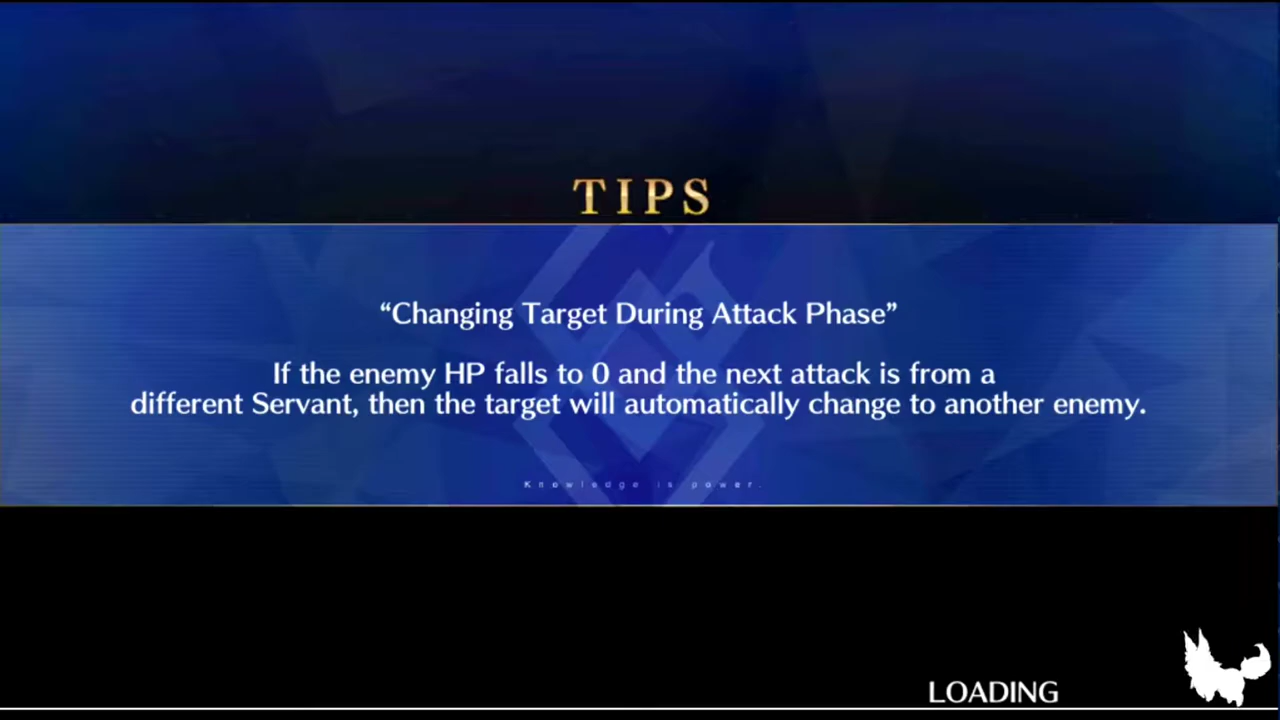 TIPS
“Changing Target During Attack Phase”
If the enemy HP falls to 0 and the next attack is from a
different Servant, then the target will automatically change to another enemy.
Knowledge is power.
LOADING